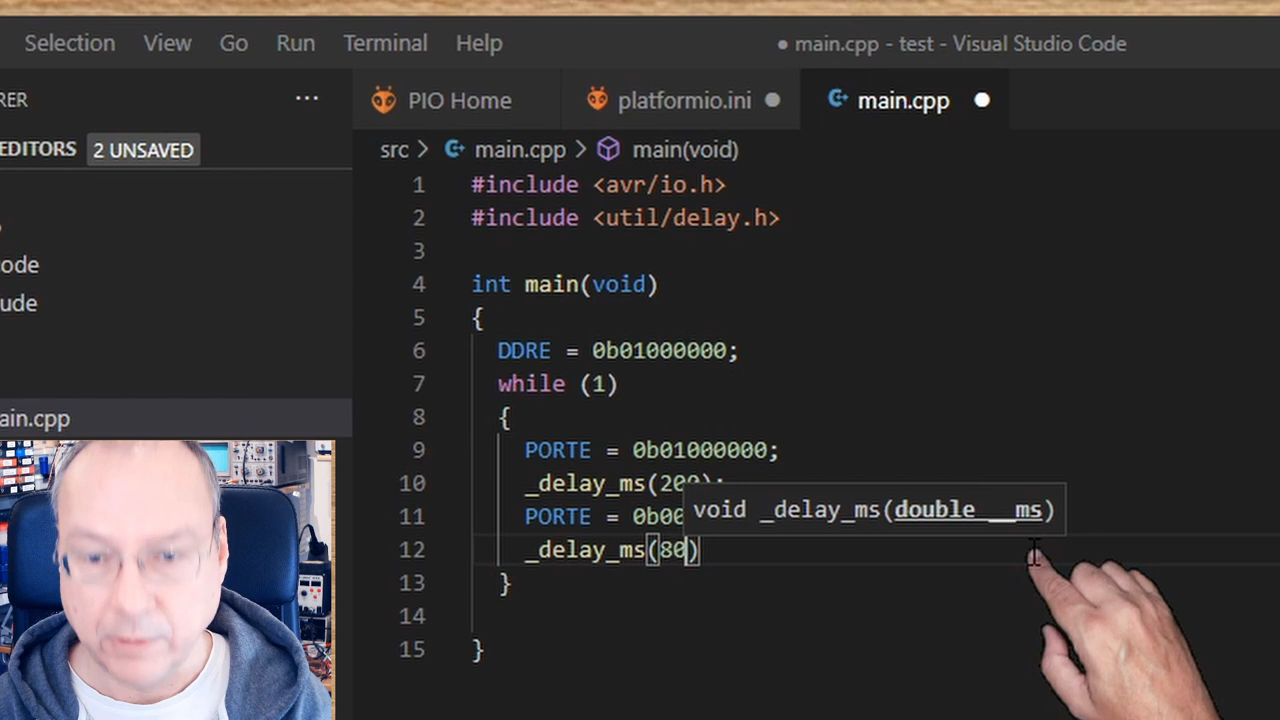 Selection View Go Run Terminal Help
● main.cpp - test - Visual Studio Code
RER ···
PIO Home
platformio.ini ●
main.cpp ●
EDITORS 2 UNSAVED
src > main.cpp > main(void)
ode
ude
ain.cpp
1 #include <avr/io.h>
2 #include <util/delay.h>
3
4 int main(void)
5 {
6 DDRE = 0b01000000;
7 while (1)
8 {
9 PORTE = 0b01000000;
10 _delay_ms(200);
11 PORTE = 0b00
void _delay_ms(double __ms)
12 _delay_ms(80)
13 }
14
15 }